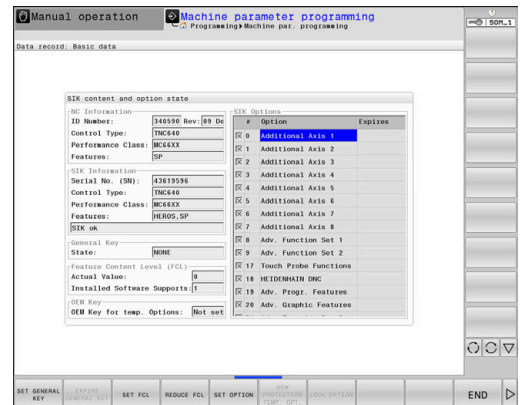 Manual operation
Machine parameter programming
Programming Machine par. programming
SOM_1
Data record: Basic data
SIK content and option state
NC Information
ID Number: 340590 Rev: 09 De
Control Type: TNC640
Performance Class: MC66XX
Features: SP
SIK Information
Serial No. (SN): 43619596
Control Type: TNC640
Performance Class: MC66XX
Features: HEROS,SP
SIK ok
General Key
State: NONE
Feature Content Level (FCL)
Actual Value: 0
Installed Software Supports: 1
OEM Key
OEM Key for temp. Options: Not set
SIK Options
# Option Expires
0 Additional Axis 1
1 Additional Axis 2
2 Additional Axis 3
3 Additional Axis 4
4 Additional Axis 5
5 Additional Axis 6
6 Additional Axis 7
7 Additional Axis 8
8 Adv. Function Set 1
9 Adv. Function Set 2
17 Touch Probe Functions
18 HEIDENHAIN DNC
19 Adv. Progr. Features
20 Adv. Graphic Features
SET GENERAL KEY
EXPIRE GENERAL KEY
SET FCL
REDUCE FCL
SET OPTION
OEM PROTECTION TEMP. OPT.
LOCK OPTION
END